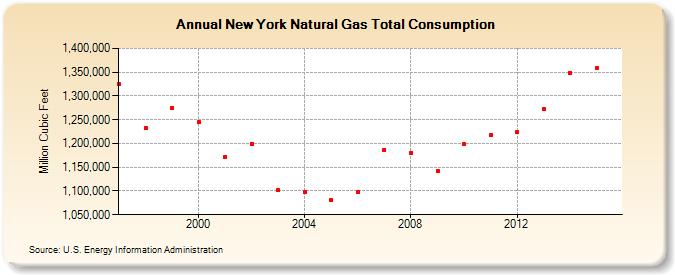 Annual New York Natural Gas Total Consumption
Million Cubic Feet
1,400,000
1,350,000
1,300,000
1,250,000
1,200,000
1,150,000
1,100,000
1,050,000
2000 2004 2008 2012
Source: U.S. Energy Information Administration